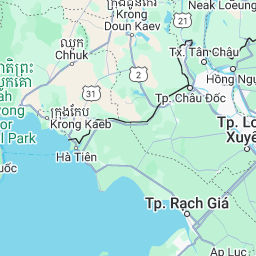 ក្រុងដូនកែវ
Krong
Doun Kaev
Neak Loeung
21
ឈូក
Chhuk
2
Tx. Tân Châu
Hồng Ngự
Tp. Châu Đốc
31
ក្រុងកែប
Krong Kaeb
Park
Hà Tiên
Tp. Lo
Xuyê
uốc
Tp. Rạch Giá
An Lục